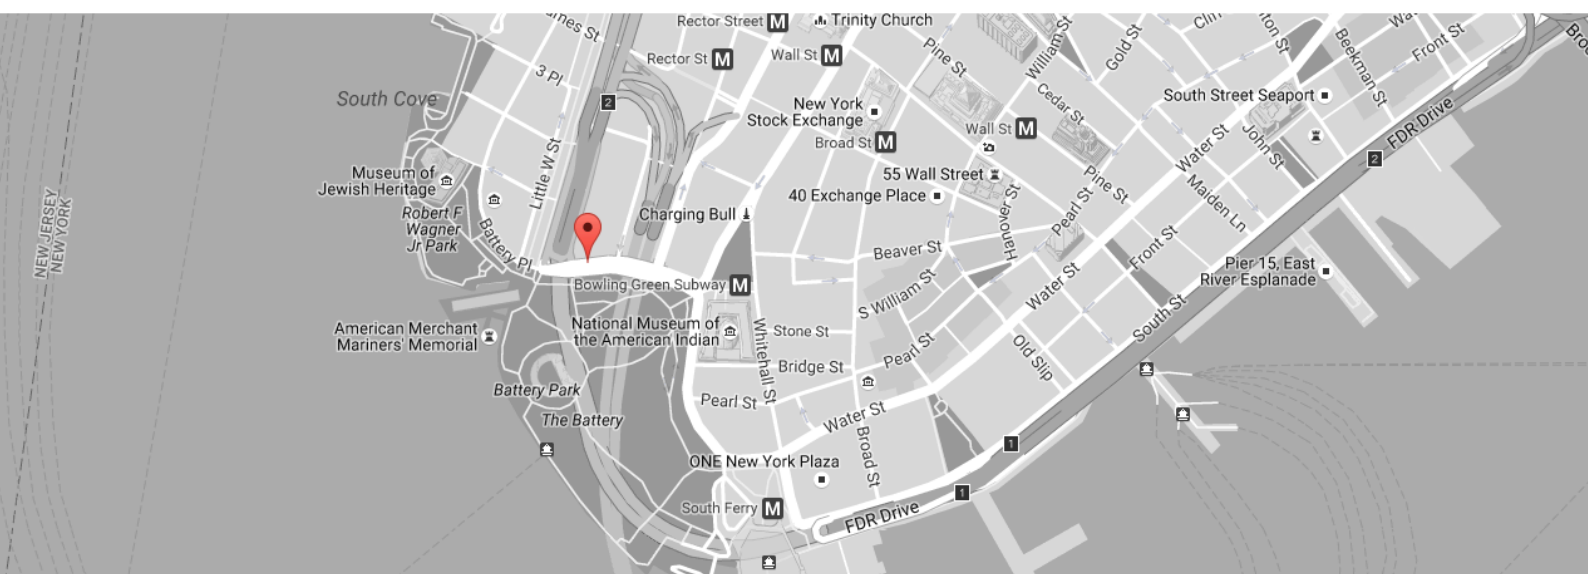 Rector Street M
Trinity Church
William St
Gold St
Beekman St
Front St
Rector St M
Wall St M
Pine St
3 Pl
South Cove
2
New York
Stock Exchange
Cedar St
South Street Seaport
FDR Drive
Wall St M
Broad St M
Water St
John St
2
Museum of
Jewish Heritage
Little W St
55 Wall Street
Pine St
Maiden Ln
40 Exchange Place
Hanover St
Pearl St
NEW JERSEY
NEW YORK
Robert F
Wagner
Jr Park
Charging Bull
Battery Pl
Beaver St
Front St
Bowling Green Subway M
Water St
Pier 15, East
River Esplanade
S William St
South St
American Merchant
Mariners' Memorial
National Museum of
the American Indian
Whitehall St
Stone St
Pearl St
Old Slip
Bridge St
Battery Park
Pearl St
The Battery
Water St
Broad St
1
ONE New York Plaza
1
South Ferry M
FDR Drive